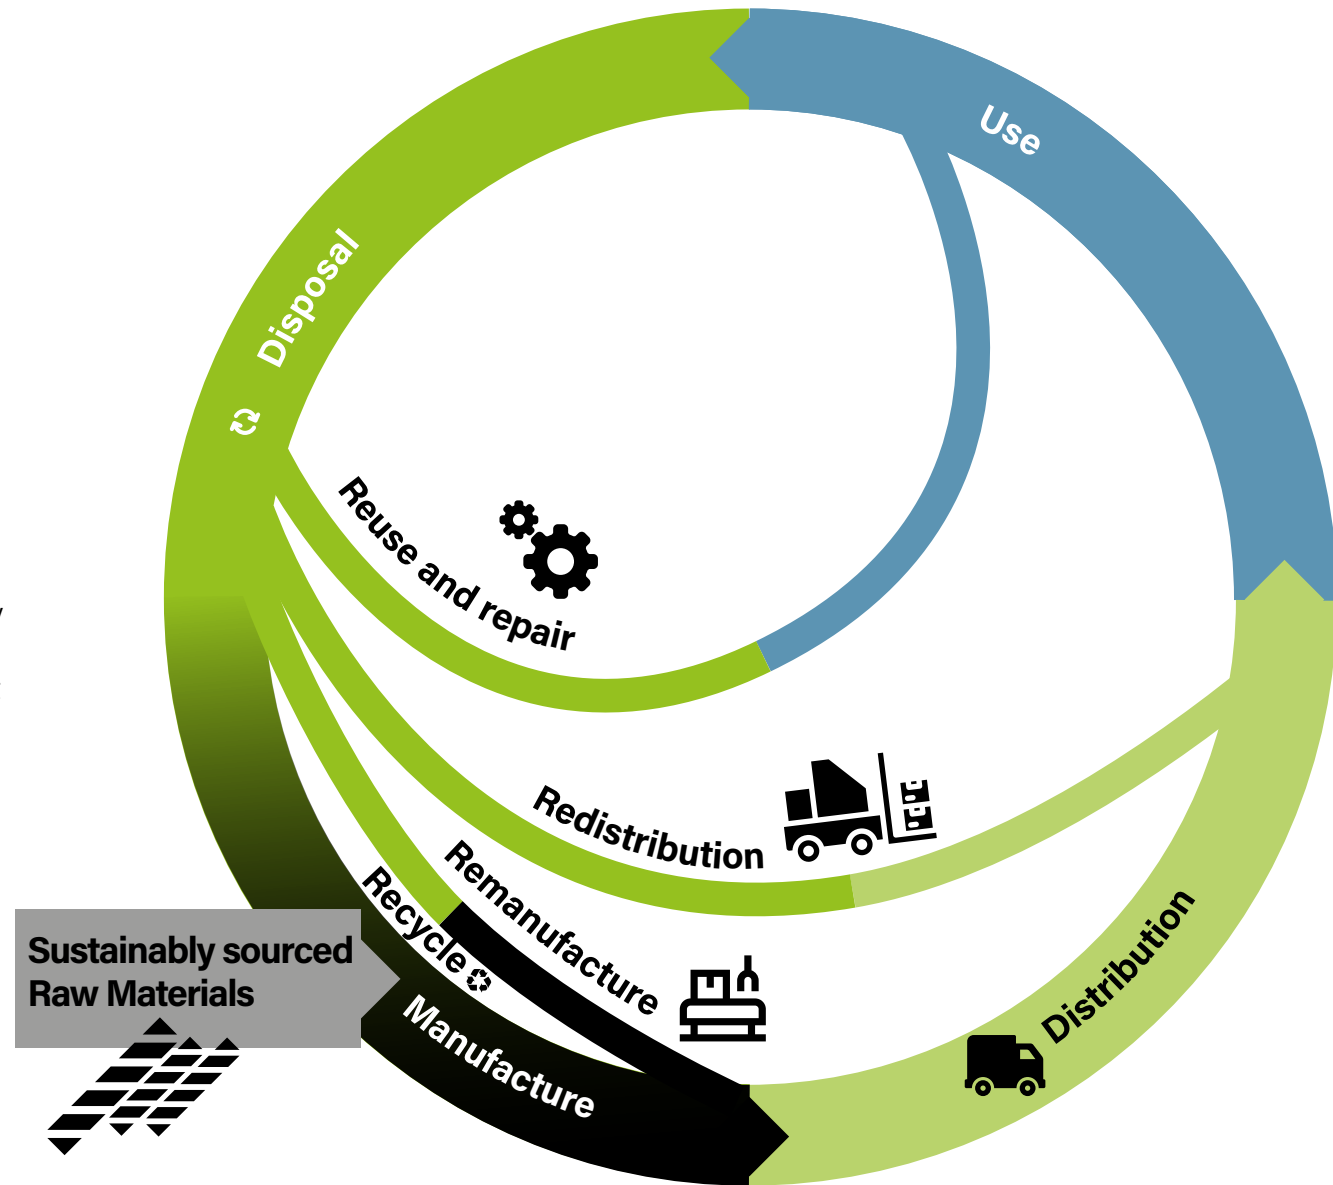 Use
Disposal
Reuse and repair
Redistribution
Remanufacture
Recycle
Sustainably sourced
Raw Materials
Manufacture
Distribution